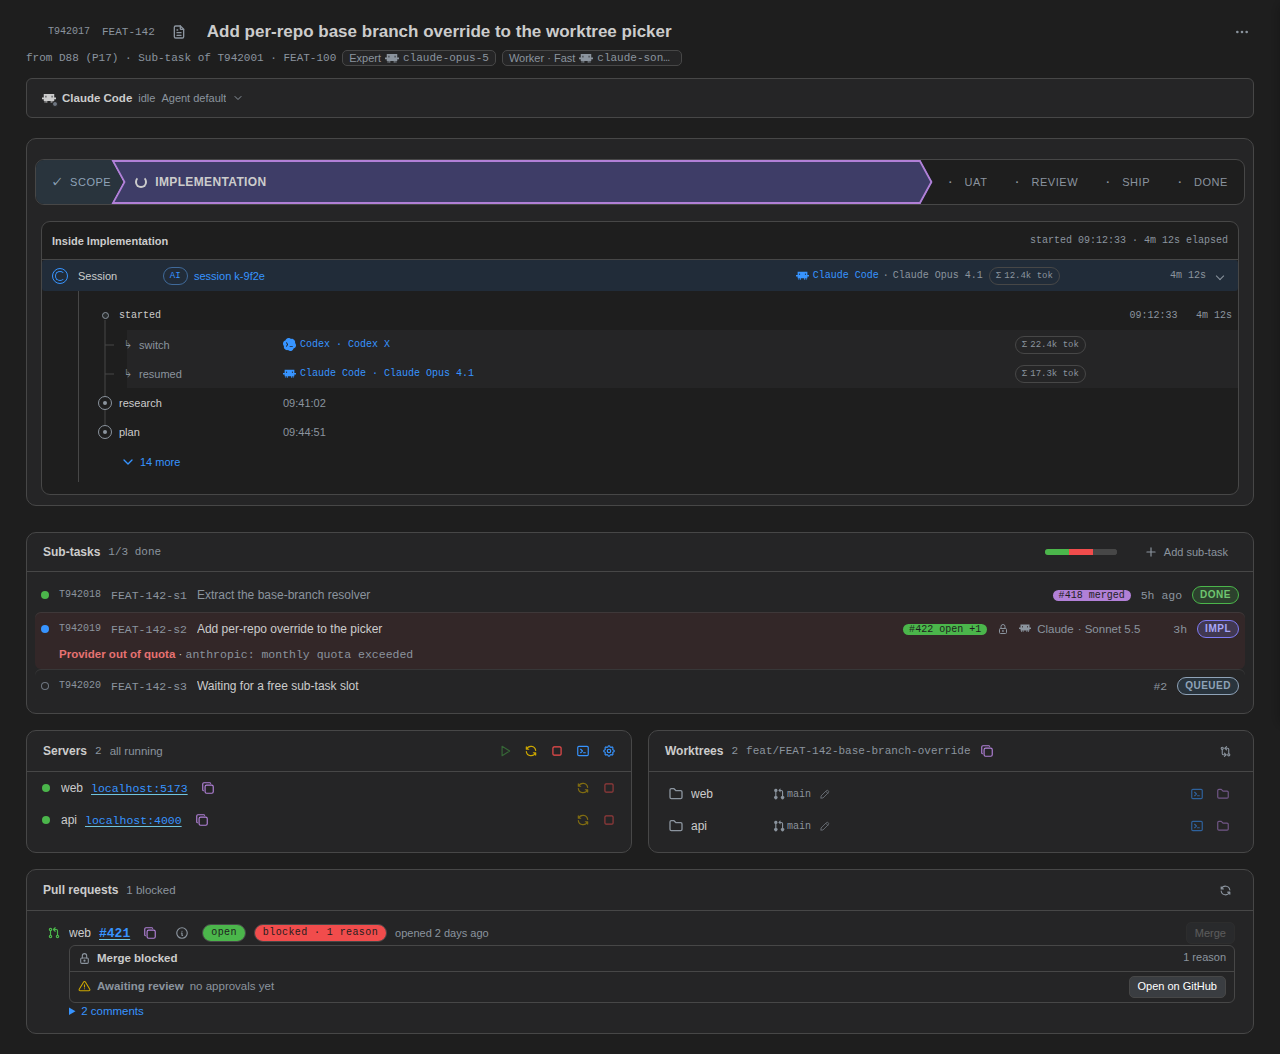 T942017 FEAT-142 Add per-repo base branch override to the worktree picker
from D88 (P17) · Sub-task of T942001 · FEAT-100 Expert claude-opus-5 Worker · Fast claude-son…
Claude Code idle Agent default
SCOPE IMPLEMENTATION · UAT · REVIEW · SHIP · DONE
Inside Implementation started 09:12:33 · 4m 12s elapsed
Session AI session k-9f2e Claude Code · Claude Opus 4.1 Σ 12.4k tok 4m 12s
started 09:12:33 4m 12s
↳ switch Codex · Codex X Σ 22.4k tok
↳ resumed Claude Code · Claude Opus 4.1 Σ 17.3k tok
research 09:41:02
plan 09:44:51
14 more
Sub-tasks 1/3 done Add sub-task
T942018 FEAT-142-s1 Extract the base-branch resolver #418 merged 5h ago DONE
T942019 FEAT-142-s2 Add per-repo override to the picker #422 open +1 Claude · Sonnet 5.5 3h IMPL
Provider out of quota · anthropic: monthly quota exceeded
T942020 FEAT-142-s3 Waiting for a free sub-task slot #2 QUEUED
Servers 2 all running
web localhost:5173
api localhost:4000
Worktrees 2 feat/FEAT-142-base-branch-override
web main
api main
Pull requests 1 blocked
web #421 open blocked · 1 reason opened 2 days ago Merge
Merge blocked 1 reason
Awaiting review no approvals yet Open on GitHub
2 comments